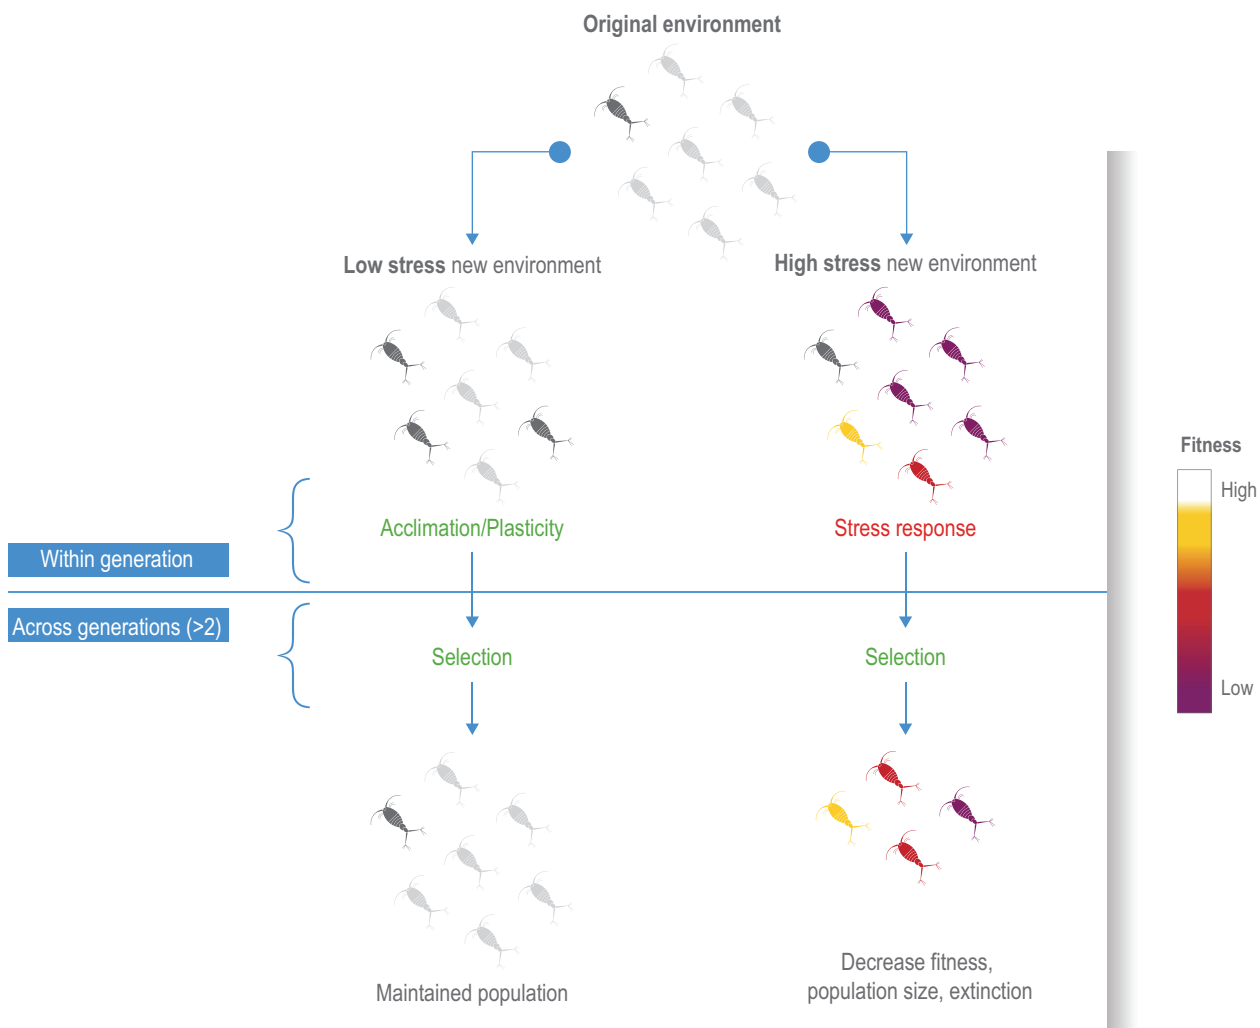 Original environment
Low stress new environment
High stress new environment
Fitness
High
Low
Acclimation/Plasticity
Stress response
Within generation
Across generations (>2)
Selection
Selection
Maintained population
Decrease fitness,
population size, extinction